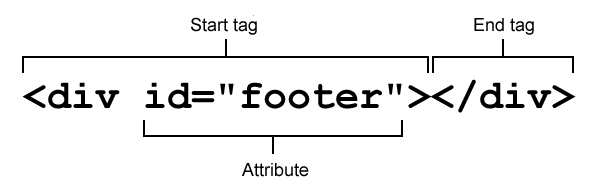 Start tag End tag
<div id="footer"></div>
Attribute